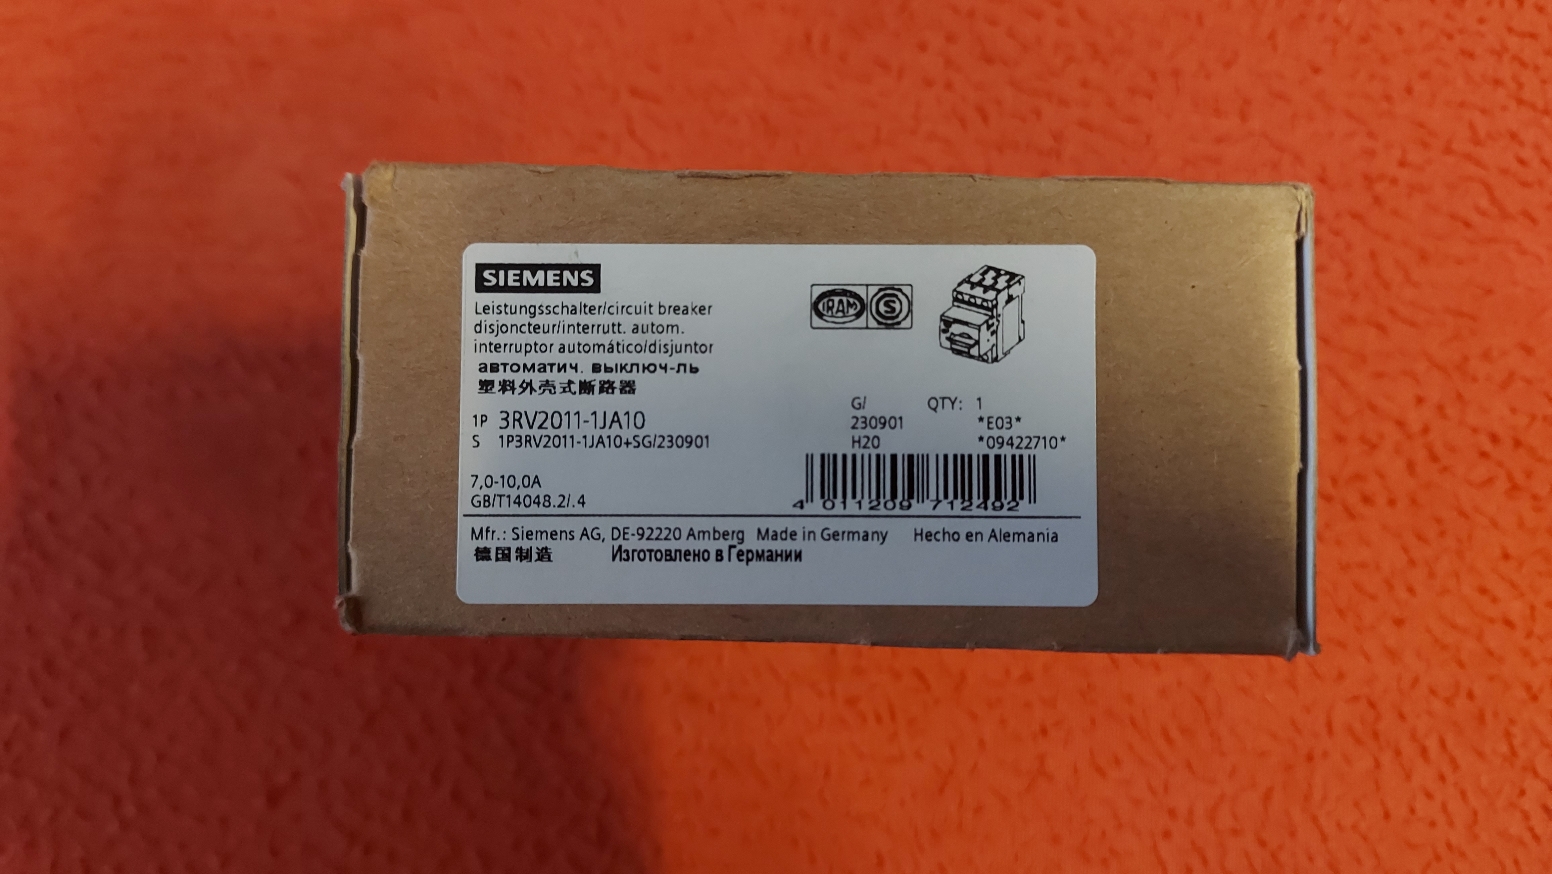 SIEMENS
Leistungsschalter/circuit breaker
disjoncteur/interrutt. autom.
interruptor automático/disjuntor
автоматич. выключ-ль
塑料外壳式断路器
IRAM S
1P 3RV2011-1JA10
S 1P3RV2011-1JA10+SG/230901
G/ QTY: 1
230901 *E03*
H20 *09422710*
7,0-10,0A
GB/T14048.2/.4
4 011209 712492
Mfr.: Siemens AG, DE-92220 Amberg Made in Germany Hecho en Alemania
德国制造 Изготовлено в Германии